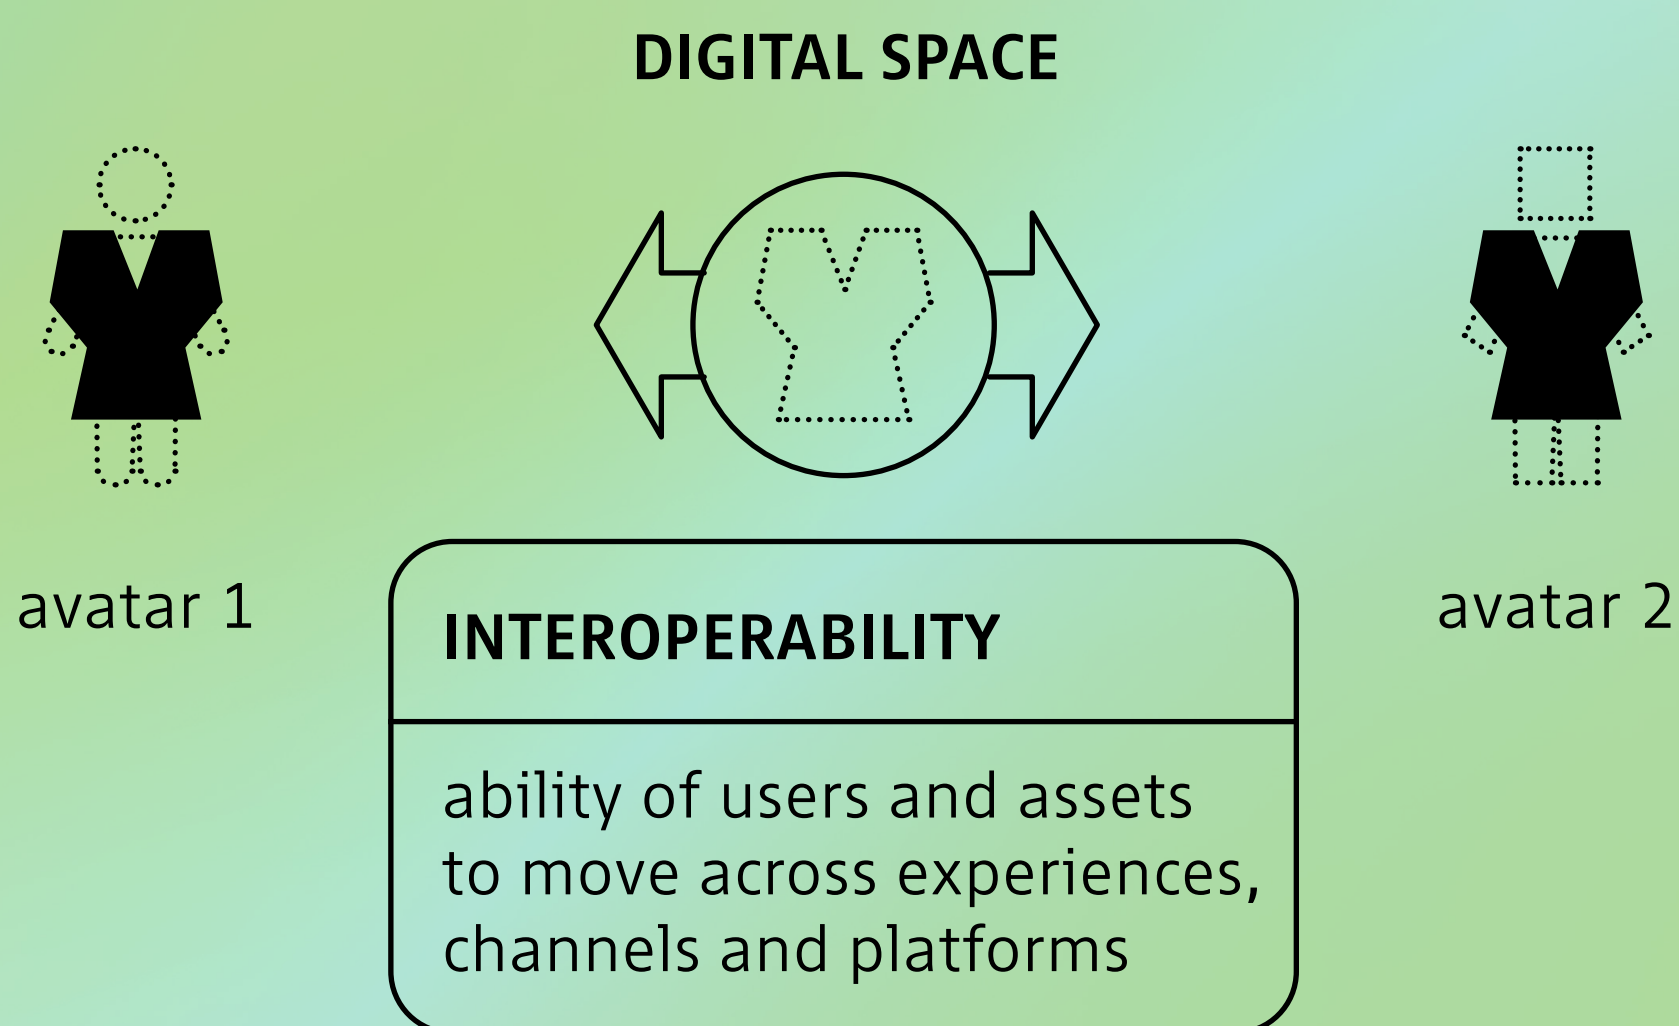 DIGITAL SPACE
avatar 1
avatar 2
INTEROPERABILITY
ability of users and assets
to move across experiences,
channels and platforms